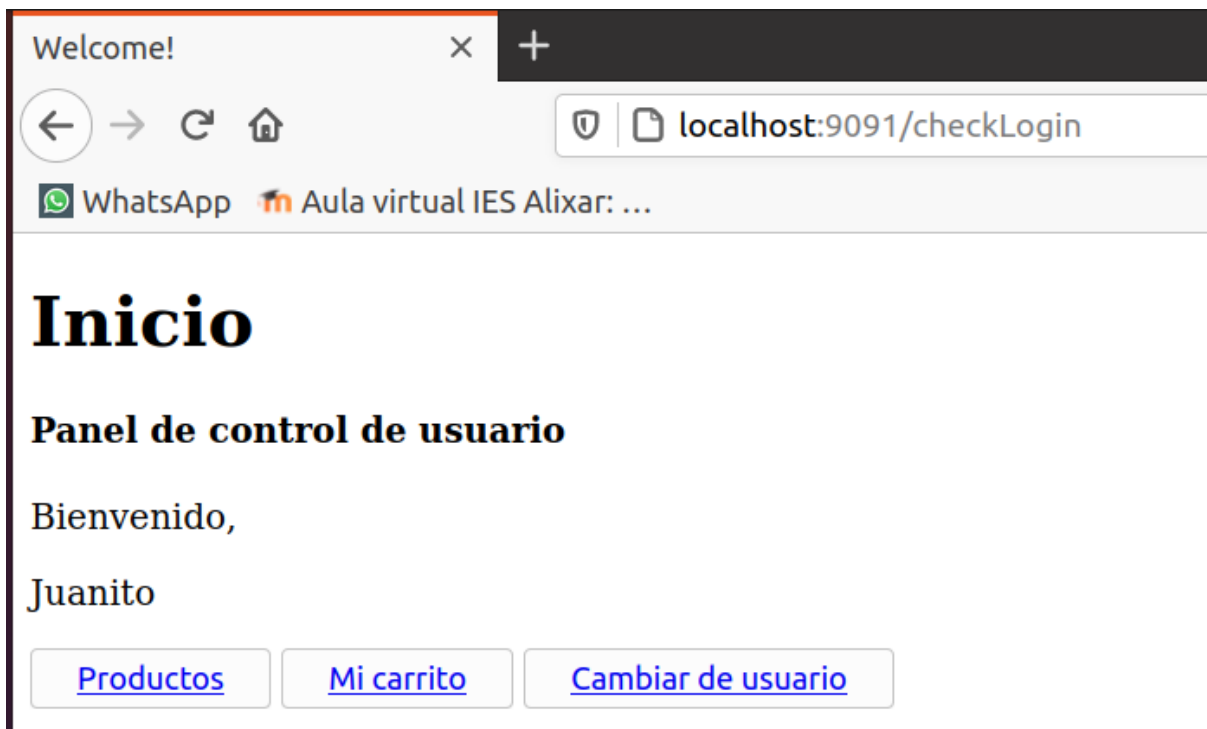 Welcome!
localhost:9091/checkLogin
WhatsApp Aula virtual IES Alixar: …
Inicio
Panel de control de usuario
Bienvenido,
Juanito
Productos Mi carrito Cambiar de usuario